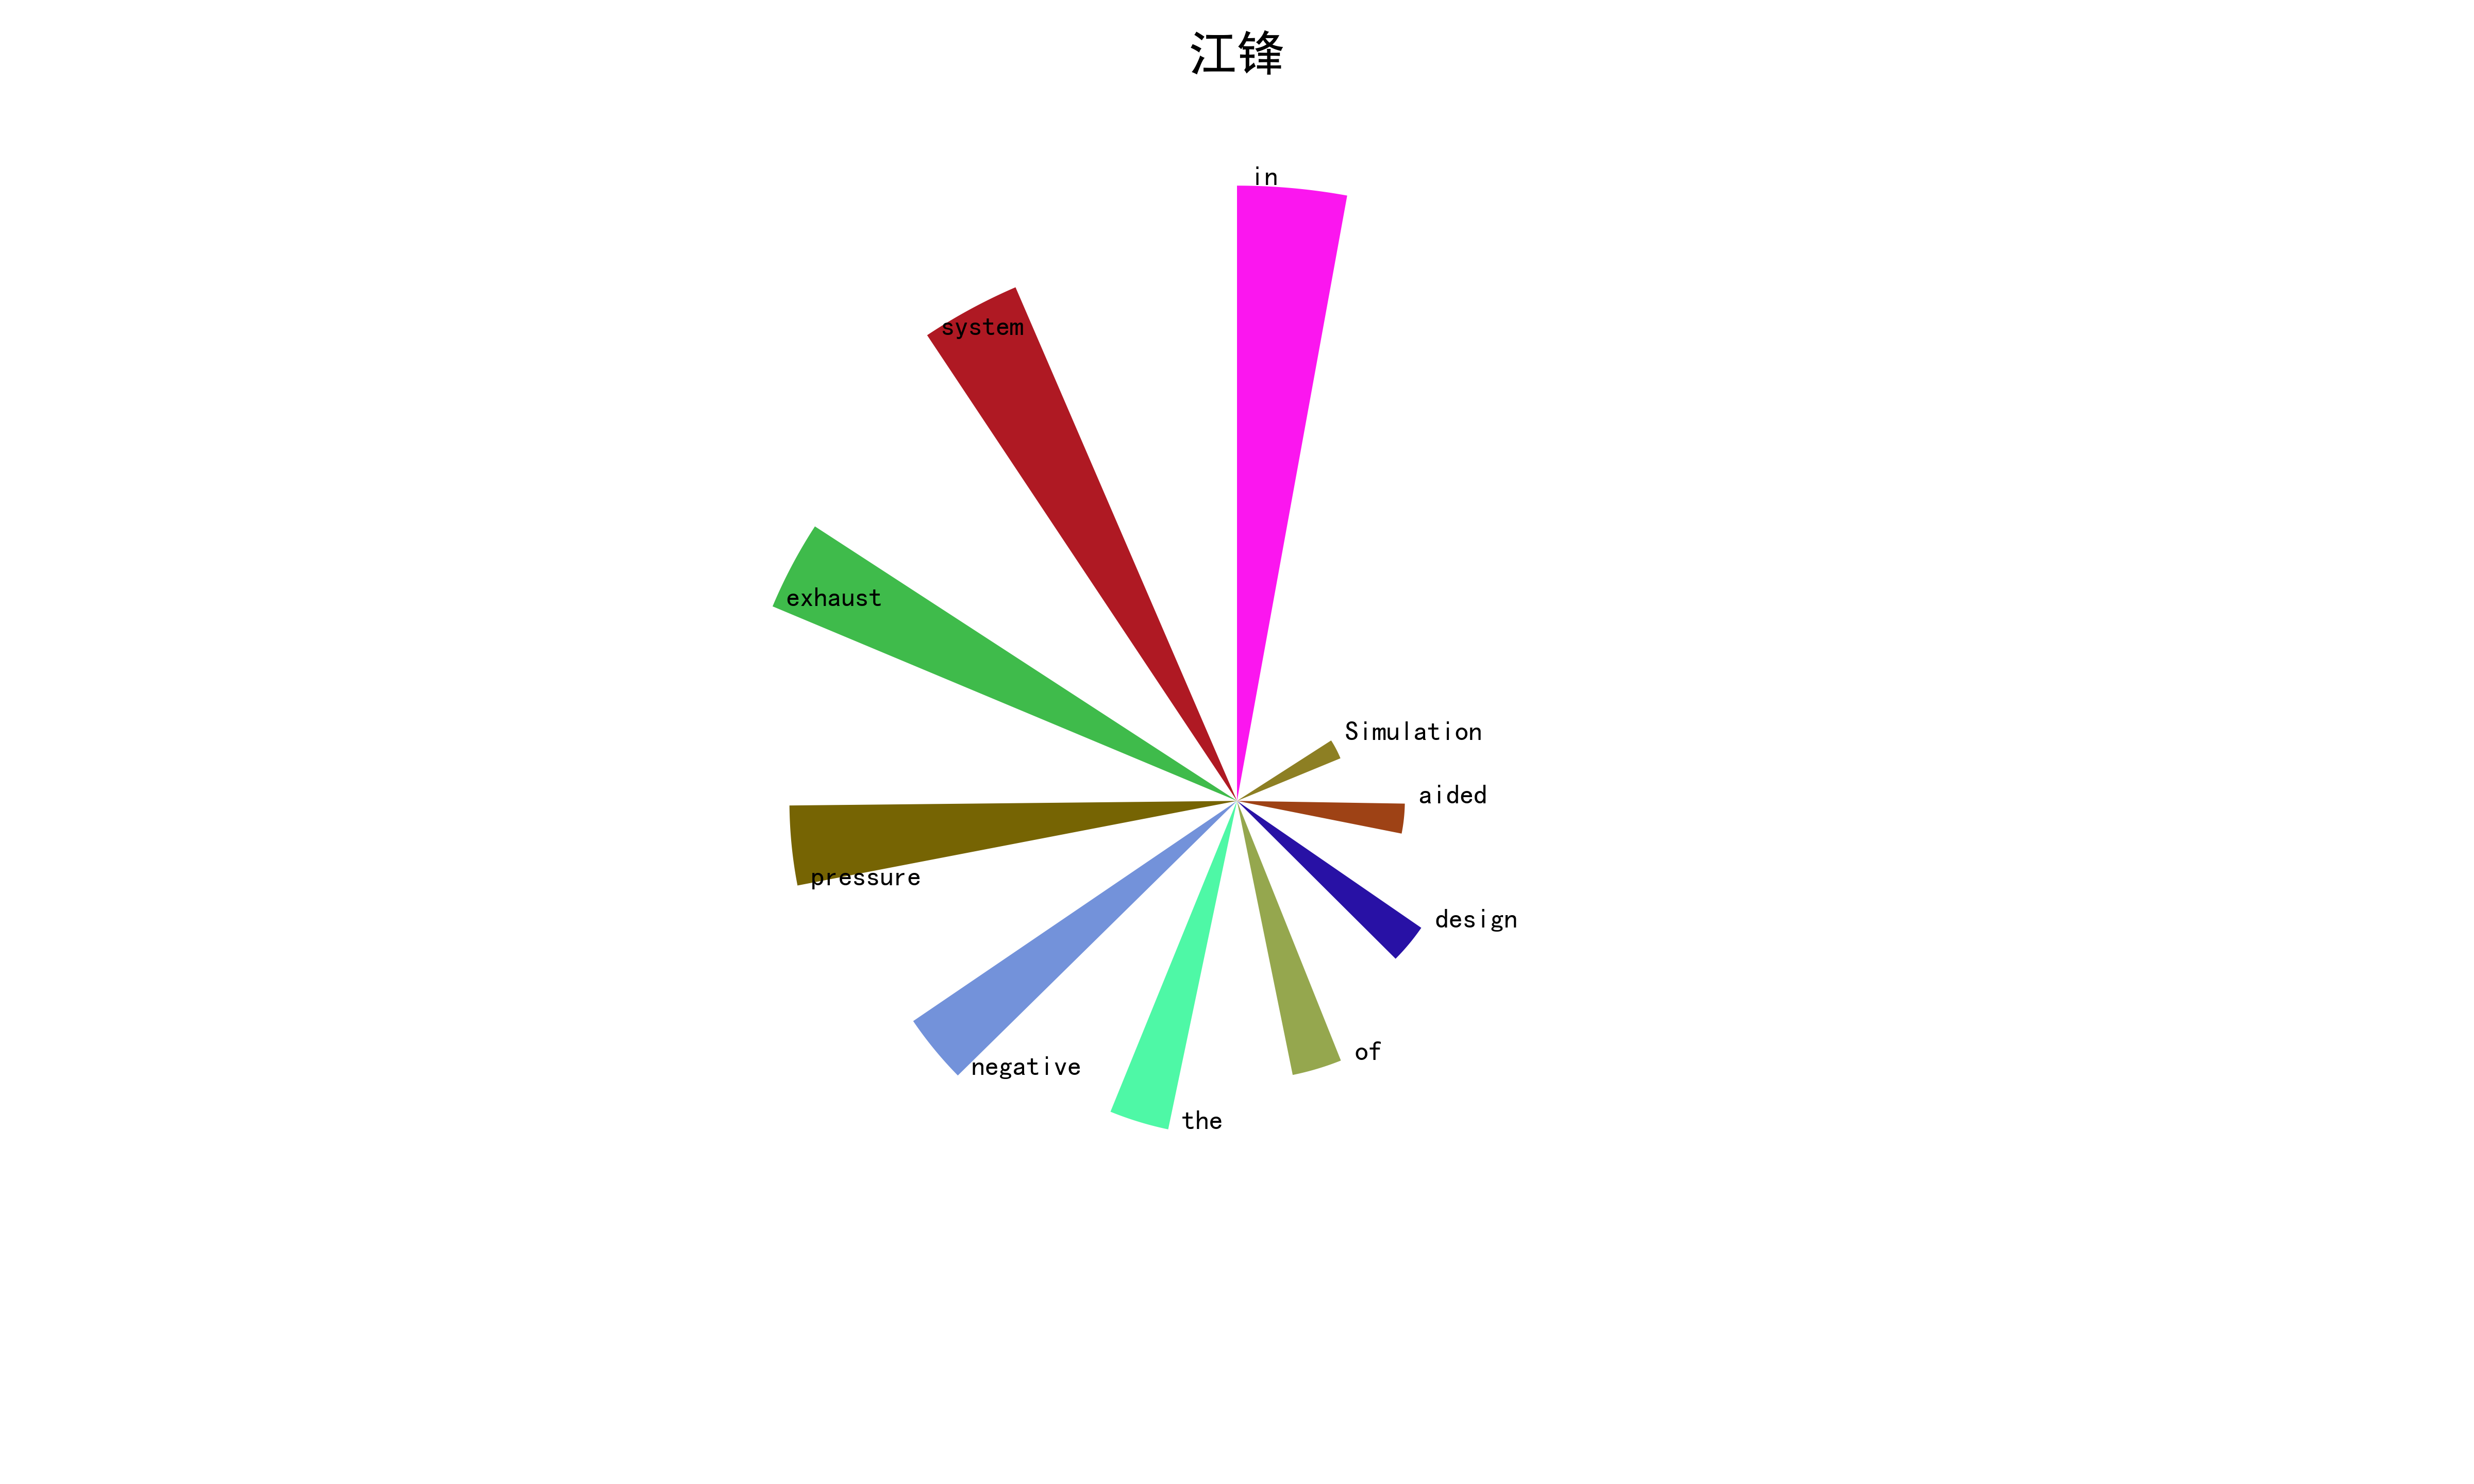 江锋
in
system
exhaust
Simulation
aided
pressure
design
of
negative
the